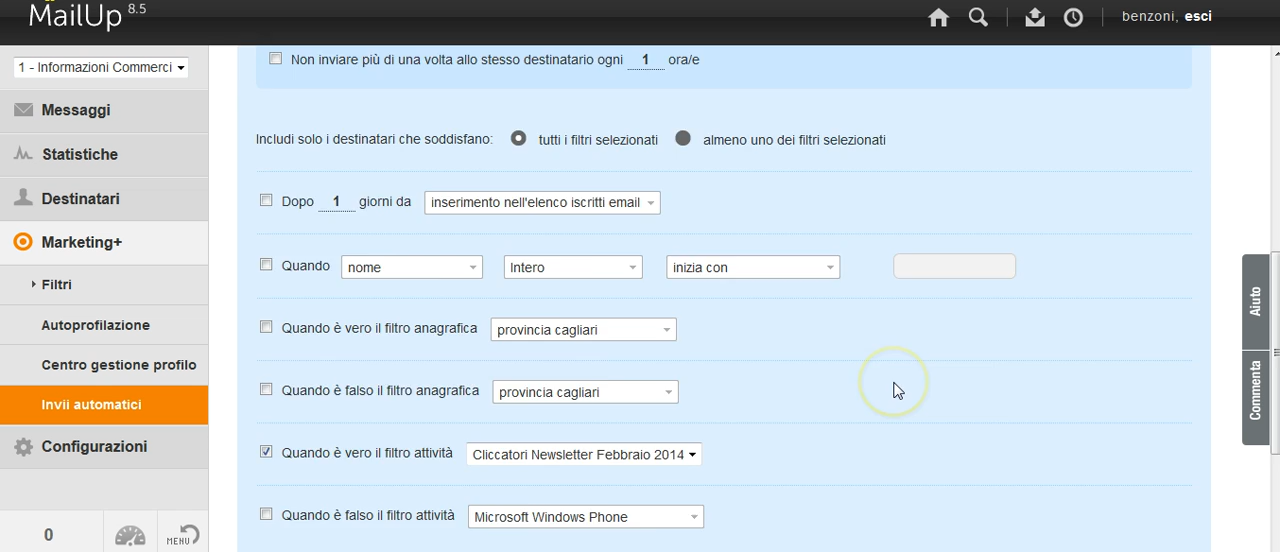 MailUp 8.5
benzoni, esci
1 - Informazioni Commerci
Messaggi
Statistiche
Destinatari
Marketing+
Filtri
Autoprofilazione
Centro gestione profilo
Invii automatici
Configurazioni
0
MENU
Non inviare più di una volta allo stesso destinatario ogni 1 ora/e
Includi solo i destinatari che soddisfano: tutti i filtri selezionati almeno uno dei filtri selezionati
Dopo 1 giorni da inserimento nell'elenco iscritti email
Quando nome Intero inizia con
Quando è vero il filtro anagrafica provincia cagliari
Quando è falso il filtro anagrafica provincia cagliari
Quando è vero il filtro attività Cliccatori Newsletter Febbraio 2014
Quando è falso il filtro attività Microsoft Windows Phone
Aiuto
Commenta